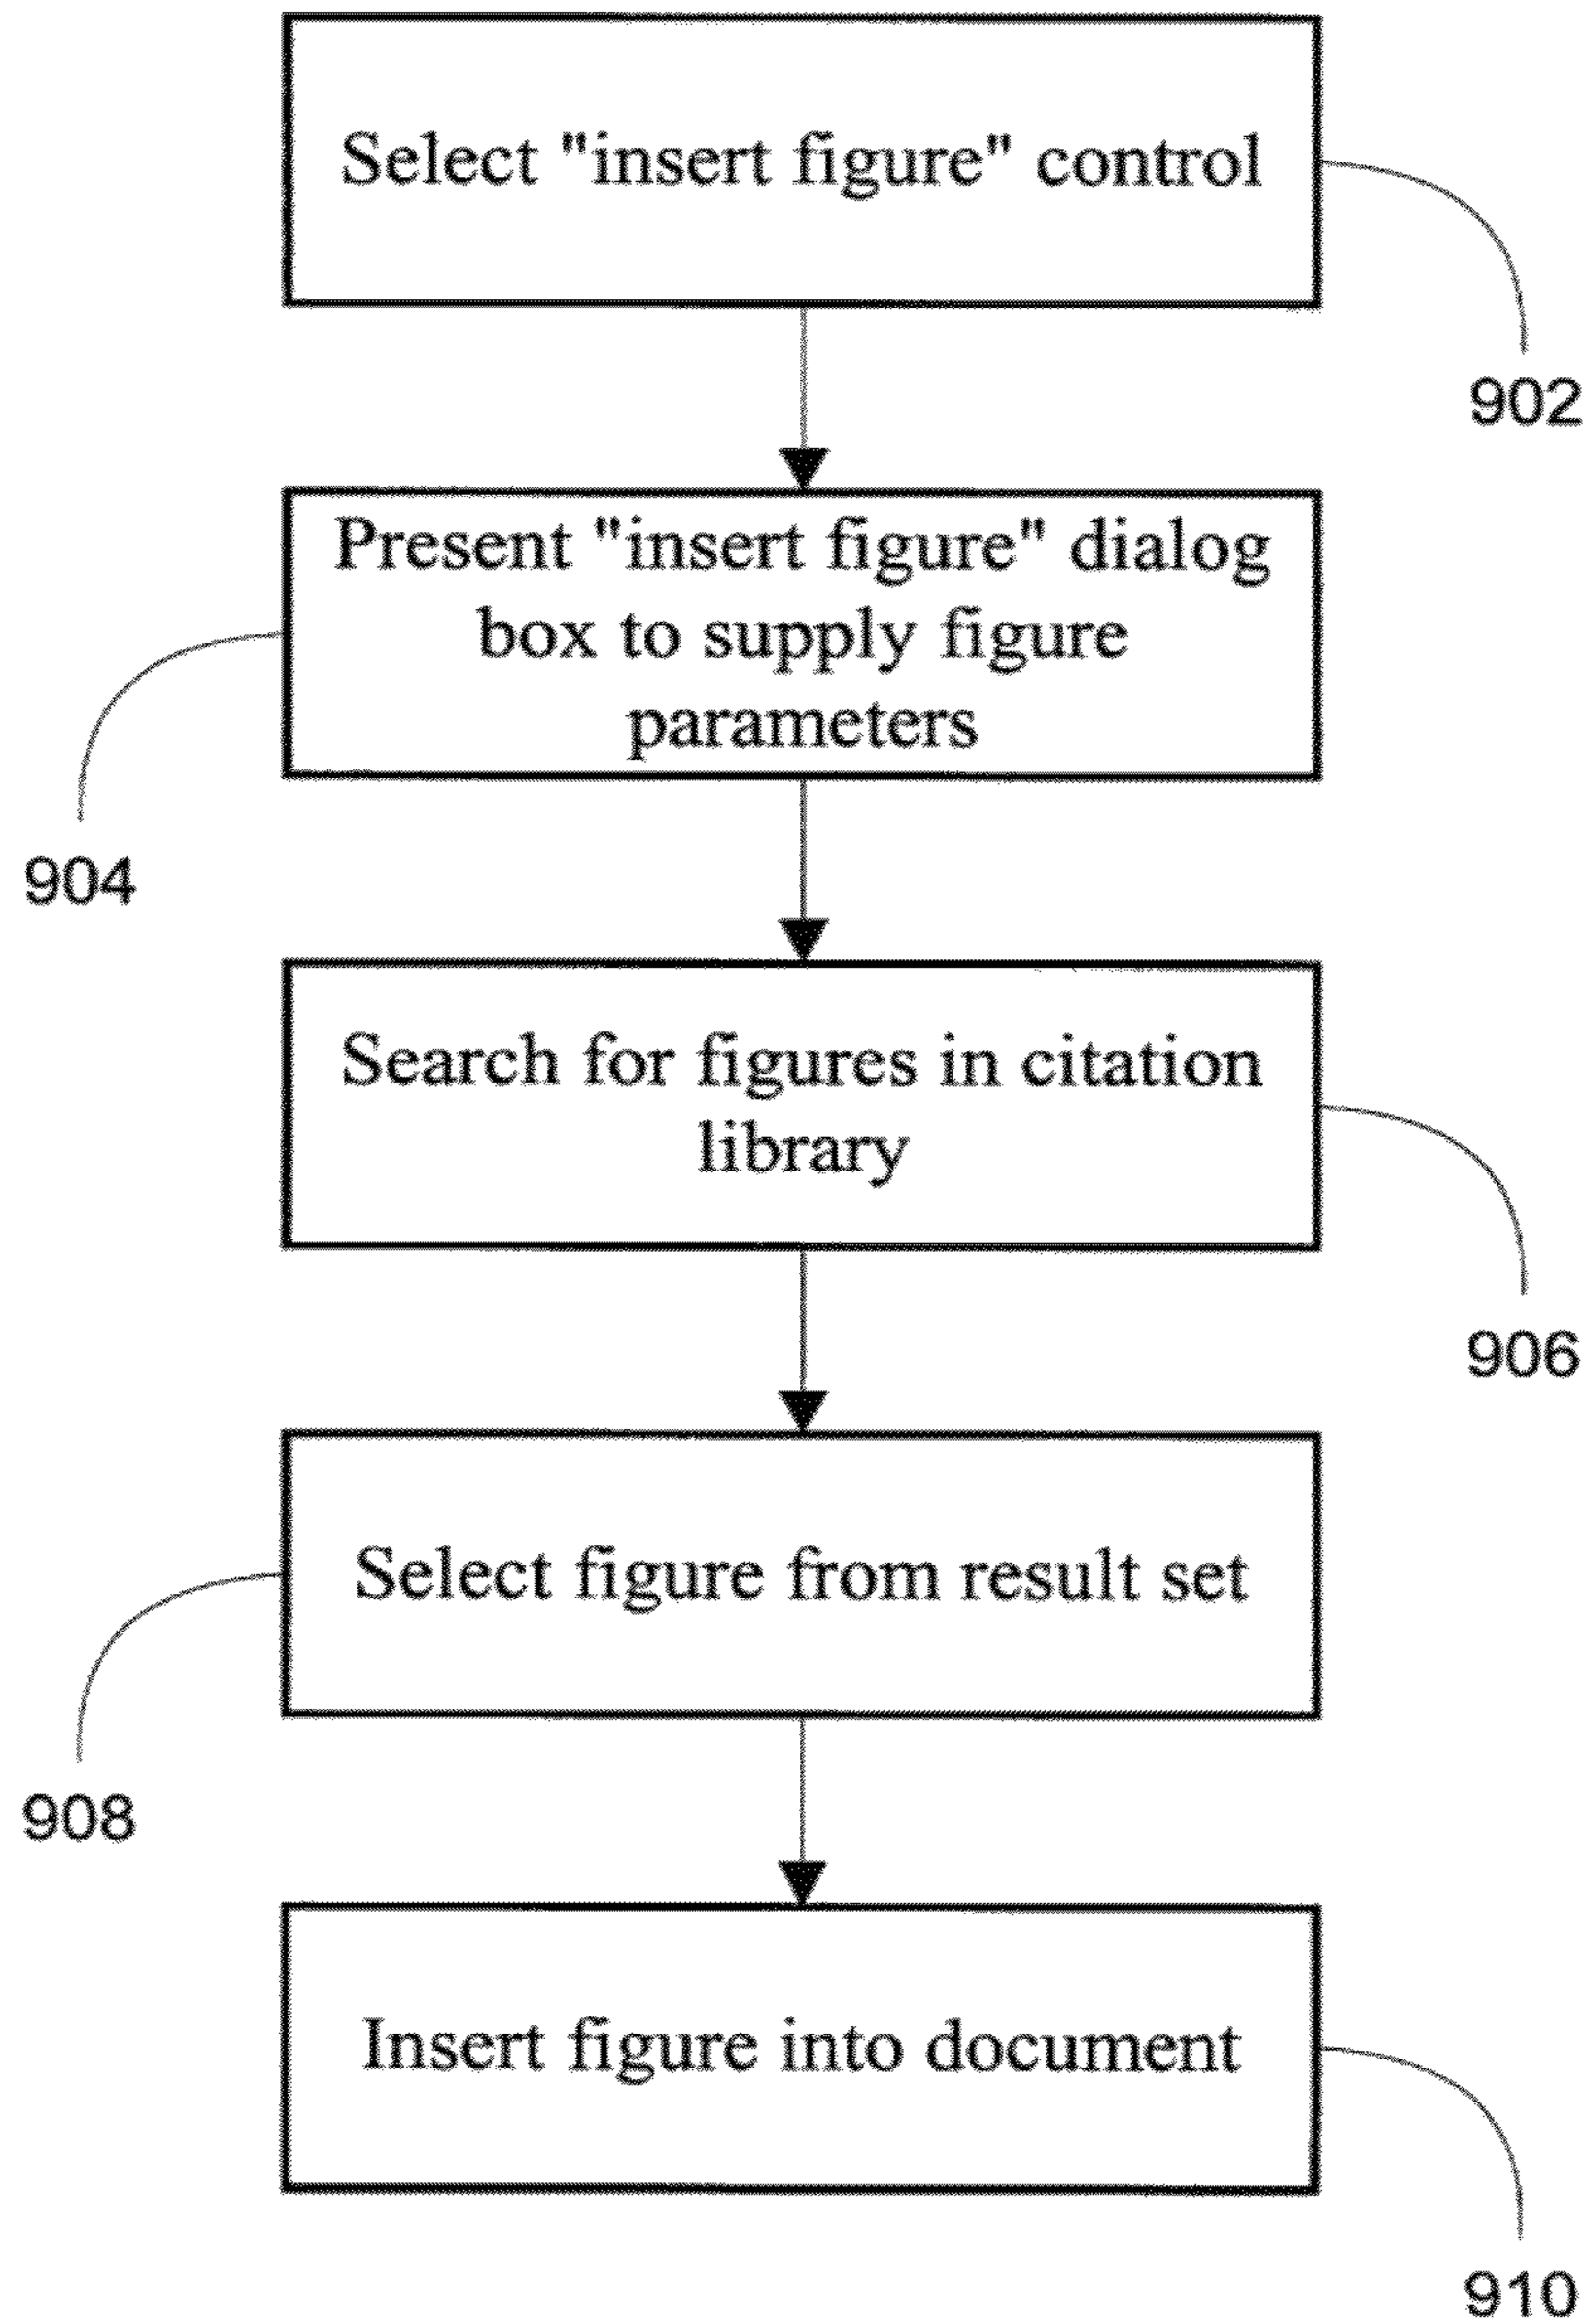 Select "insert figure" control
902
Present "insert figure" dialog
box to supply figure
parameters
904
Search for figures in citation
library
906
Select figure from result set
908
Insert figure into document
910